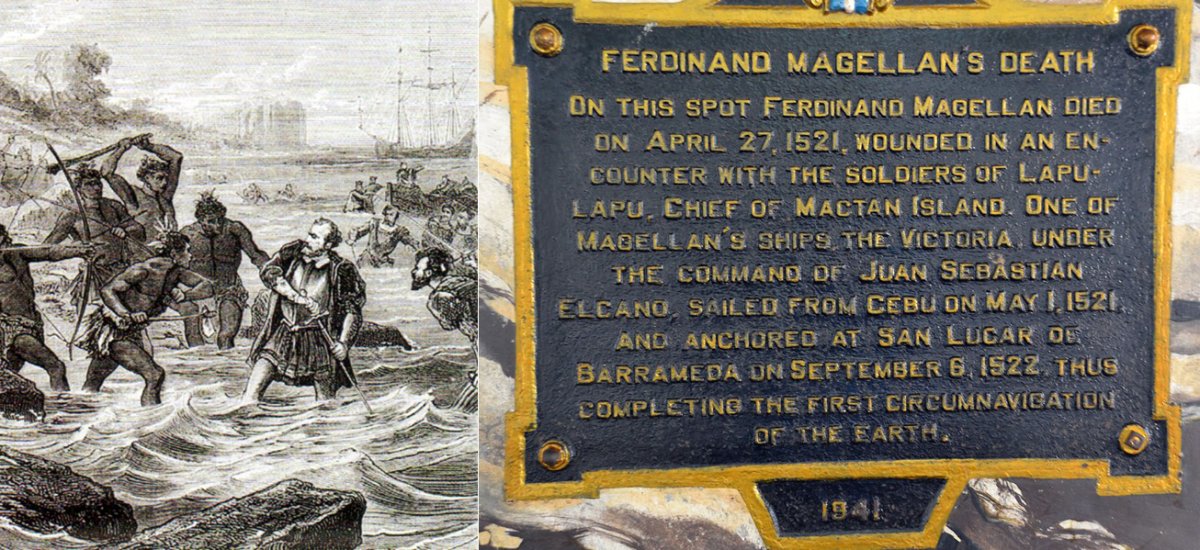 FERDINAND MAGELLAN'S DEATH
ON THIS SPOT FERDINAND MAGELLAN DIED
ON APRIL 27, 1521, WOUNDED IN AN EN-
COUNTER WITH THE SOLDIERS OF LAPU-
LAPU, CHIEF OF MACTAN ISLAND. ONE OF
MAGELLAN'S SHIPS, THE VICTORIA, UNDER
THE COMMAND OF JUAN SEBASTIAN
ELCANO, SAILED FROM CEBU ON MAY 1, 1521,
AND ANCHORED AT SAN LUCAR DE
BARRAMEDA ON SEPTEMBER 6, 1522, THUS
COMPLETING THE FIRST CIRCUMNAVIGATION
OF THE EARTH.
1941